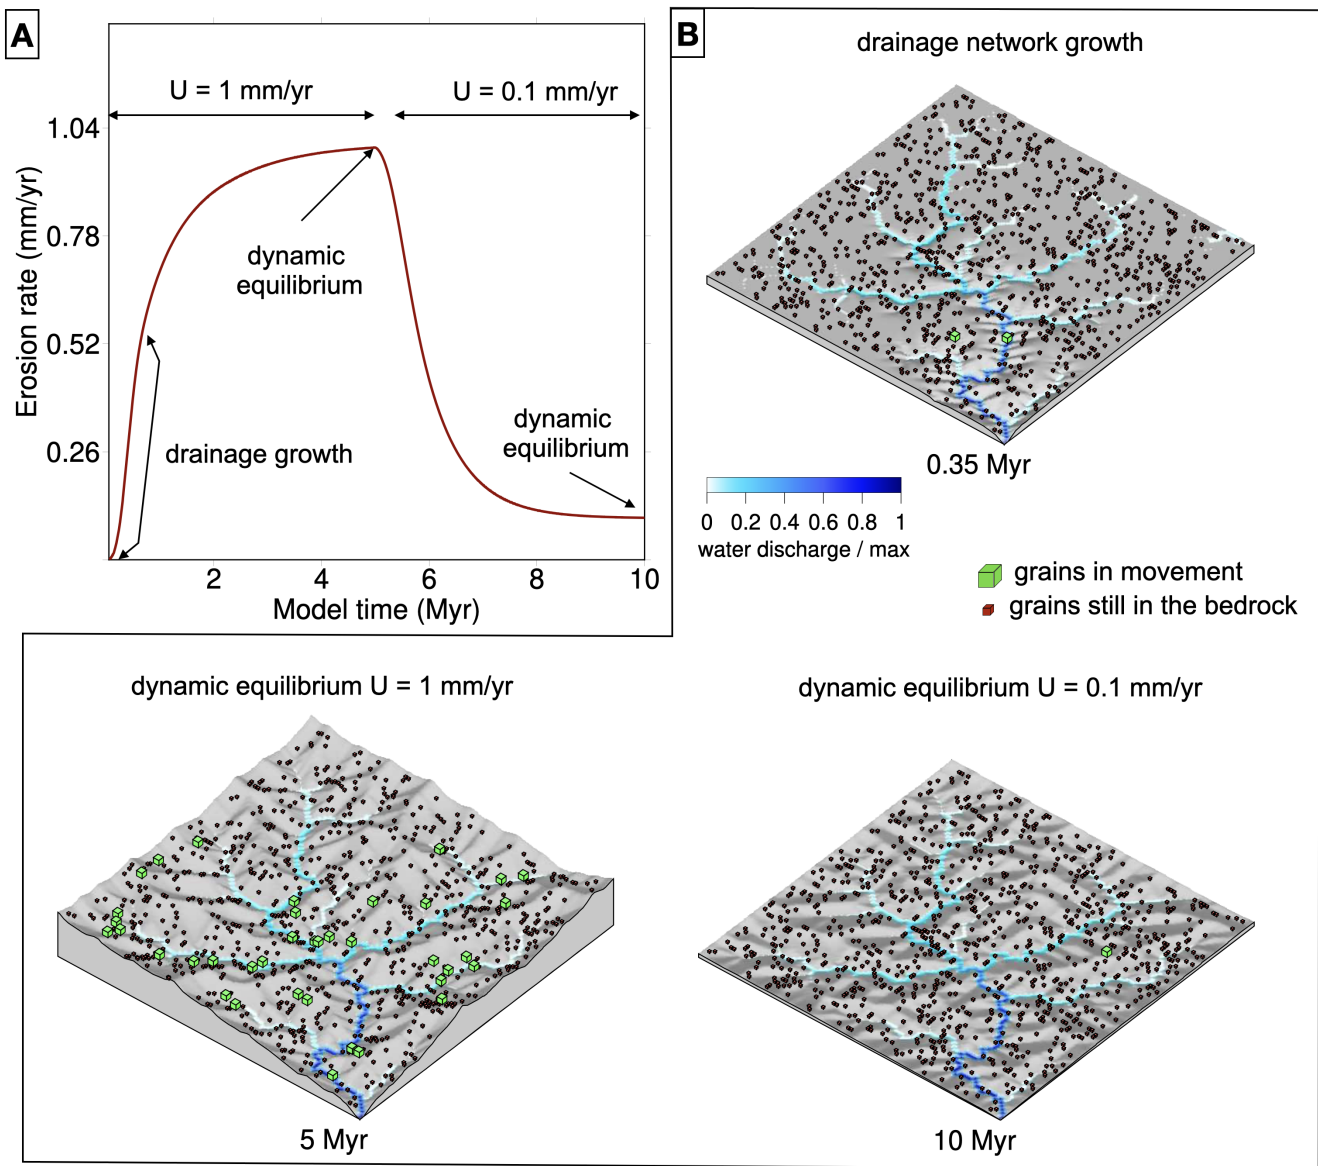 A
U = 1 mm/yr
U = 0.1 mm/yr
1.04
0.78
0.52
0.26
Erosion rate (mm/yr)
dynamic
equilibrium
drainage growth
dynamic
equilibrium
2 4 6 8 10
Model time (Myr)
B
drainage network growth
0.35 Myr
0 0.2 0.4 0.6 0.8 1
water discharge / max
grains in movement
grains still in the bedrock
dynamic equilibrium U = 1 mm/yr
5 Myr
dynamic equilibrium U = 0.1 mm/yr
10 Myr